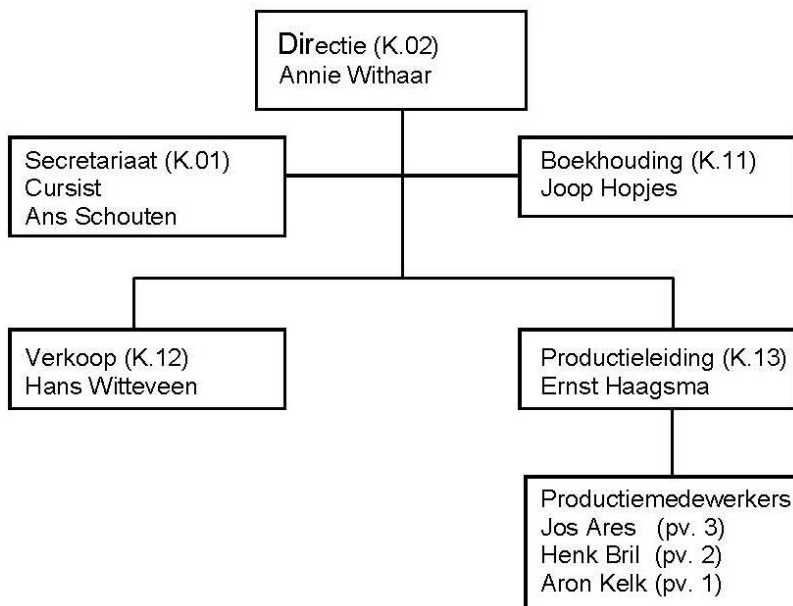 Directie (K.02)
Annie Withaar
Secretariaat (K.01)
Cursist
Ans Schouten
Boekhouding (K.11)
Joop Hopjes
Verkoop (K.12)
Hans Witteveen
Productieleiding (K.13)
Ernst Haagsma
Productiemedewerkers
Jos Ares (pv. 3)
Henk Bril (pv. 2)
Aron Kelk (pv. 1)